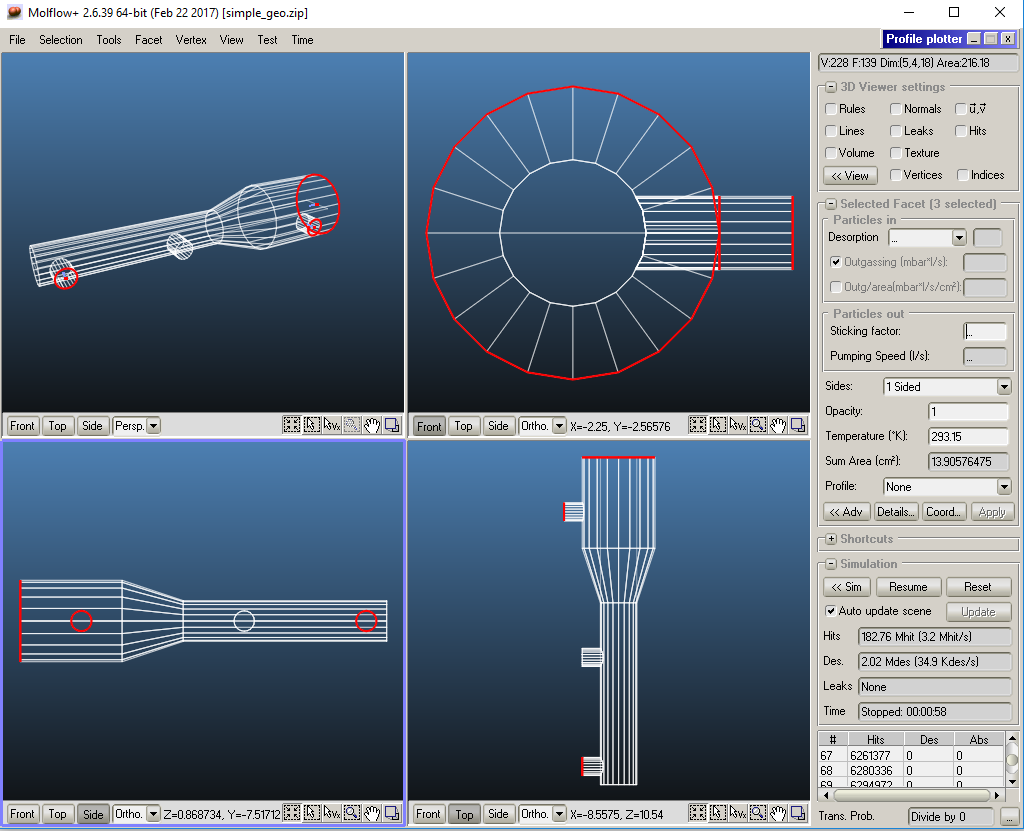 Molflow+ 2.6.39 64-bit (Feb 22 2017) [simple_geo.zip]
File Selection Tools Facet Vertex View Test Time
Profile plotter
V:228 F:139 Dim:(5,4,18) Area:216.18
3D Viewer settings
Rules Normals u,v
Lines Leaks Hits
Volume Texture
<< View Vertices Indices
Selected Facet (3 selected)
Particles in
Desorption ...
Outgassing (mbar*l/s):
Outg/area(mbar*l/s/cm²):
Particles out
Sticking factor: ...
Pumping Speed (l/s): ...
Sides: 1 Sided
Opacity: 1
Temperature (°K): 293.15
Sum Area (cm²): 13.90576475
Profile: None
<< Adv Details... Coord... Apply
Shortcuts
Simulation
<< Sim Resume Reset
Auto update scene Update
Hits 182.76 Mhit (3.2 Mhit/s)
Des. 2.02 Mdes (34.9 Kdes/s)
Leaks None
Time Stopped: 00:00:58
# Hits Des Abs
67 6261377 0 0
68 6280336 0 0
69 6294972 0 0
Trans. Prob. Divide by 0 ...
Front Top Side Persp.
Front Top Side Ortho. X=-2.25, Y=-2.56576
Front Top Side Ortho. Z=0.868734, Y=-7.51712
Front Top Side Ortho. X=-8.5575, Z=10.54